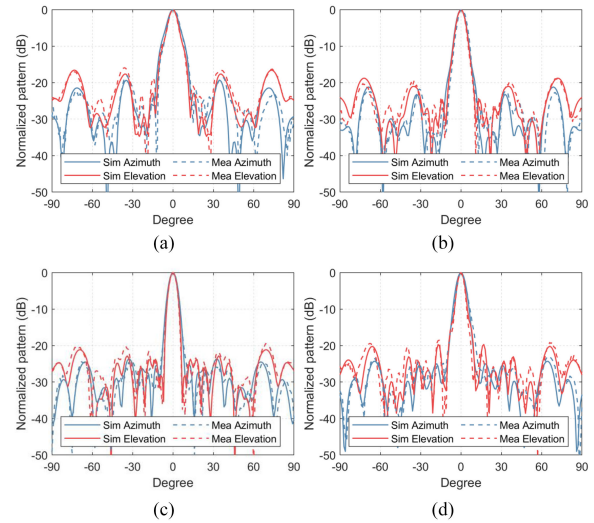 Normalized pattern (dB)
0
-10
-20
-30
-40
-50
Sim Azimuth
Mea Azimuth
Sim Elevation
Mea Elevation
-90 -60 -30 0 30 60 90
Degree
(a)
Normalized pattern (dB)
0
-10
-20
-30
-40
-50
Sim Azimuth
Mea Azimuth
Sim Elevation
Mea Elevation
-90 -60 -30 0 30 60 90
Degree
(b)
Normalized pattern (dB)
0
-10
-20
-30
-40
-50
Sim Azimuth
Mea Azimuth
Sim Elevation
Mea Elevation
-90 -60 -30 0 30 60 90
Degree
(c)
Normalized pattern (dB)
0
-10
-20
-30
-40
-50
Sim Azimuth
Mea Azimuth
Sim Elevation
Mea Elevation
-90 -60 -30 0 30 60 90
Degree
(d)